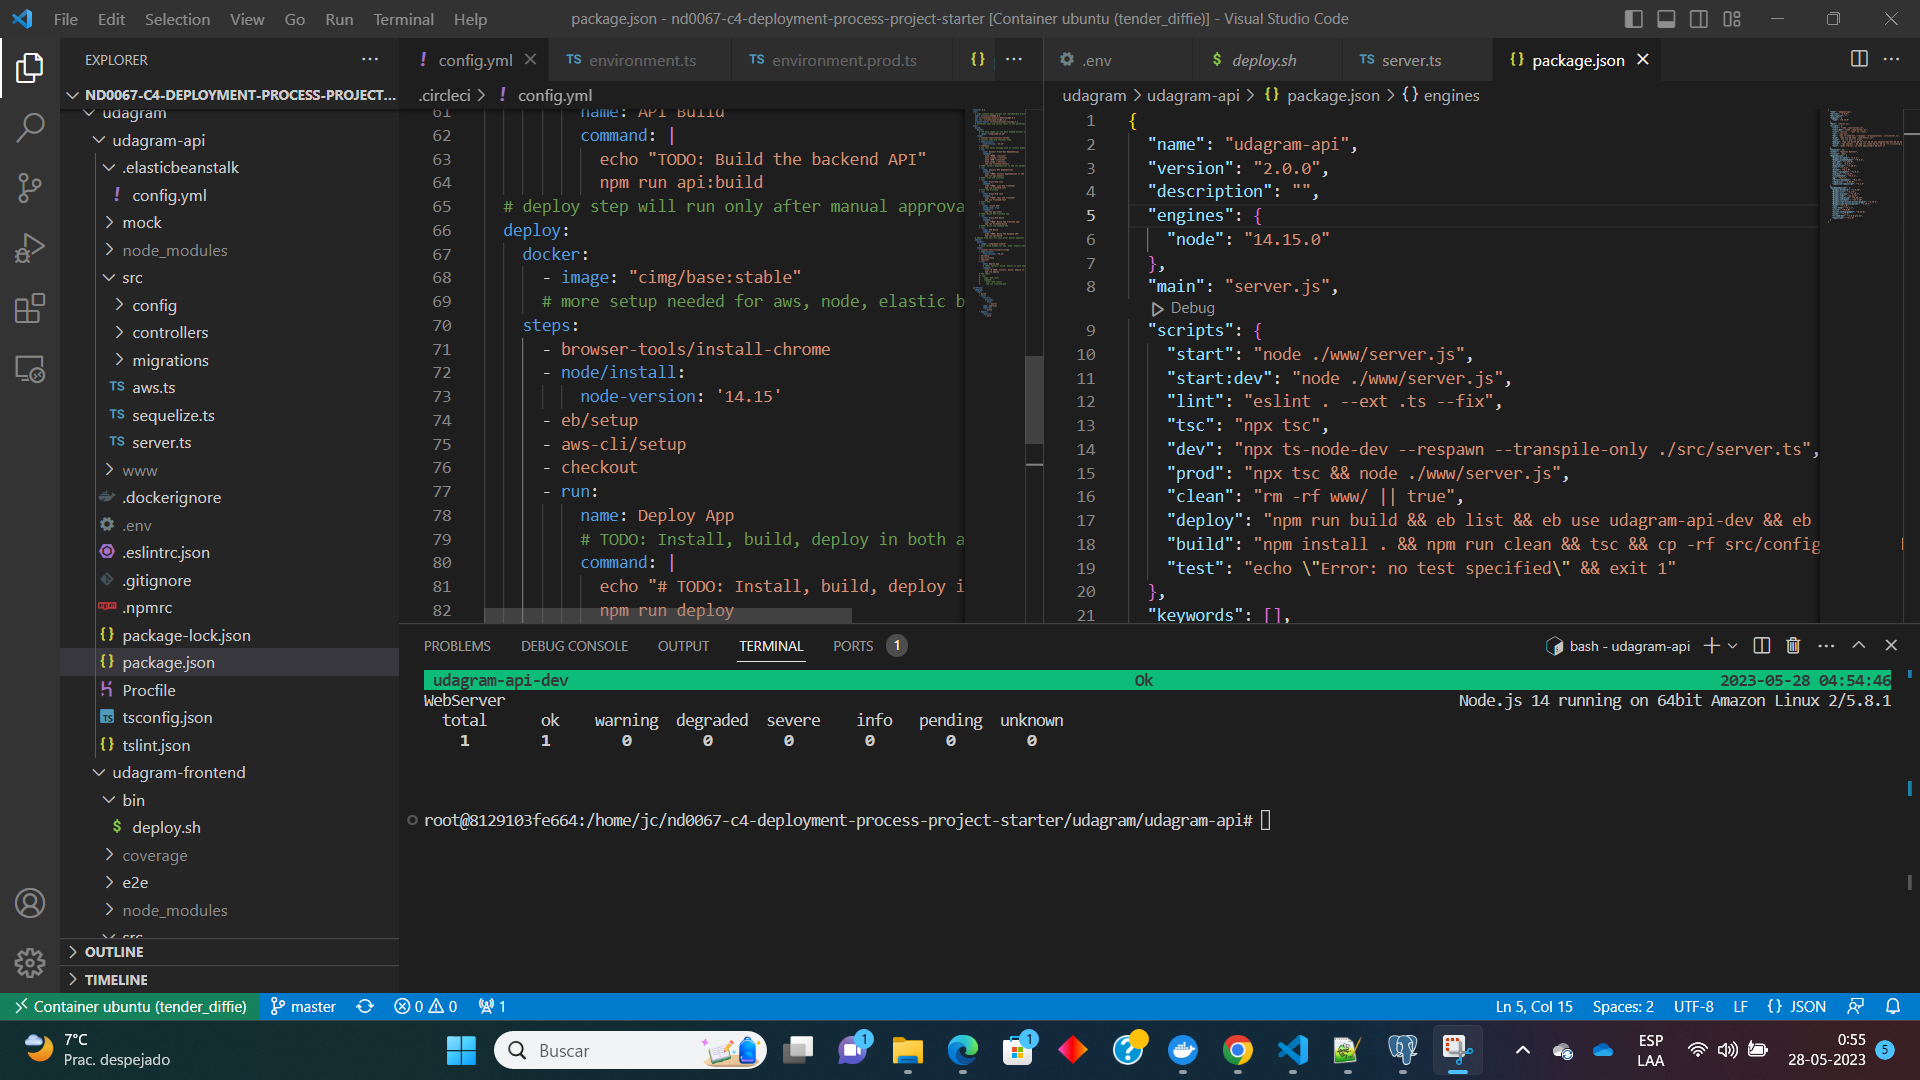 File Edit Selection View Go Run Terminal Help
package.json - nd0067-c4-deployment-process-project-starter [Container ubuntu (tender_diffie)] - Visual Studio Code
EXPLORER
ND0067-C4-DEPLOYMENT-PROCESS-PROJECT...
udagram
udagram-api
.elasticbeanstalk
config.yml
mock
node_modules
src
config
controllers
migrations
TS aws.ts
TS sequelize.ts
TS server.ts
www
.dockerignore
.env
.eslintrc.json
.gitignore
.npmrc
package-lock.json
package.json
Procfile
tsconfig.json
tslint.json
udagram-frontend
bin
deploy.sh
coverage
e2e
node_modules
src
OUTLINE
TIMELINE
config.yml
TS environment.ts
TS environment.prod.ts
.circleci > config.yml
61 name: API Build
62 command: |
63 echo "TODO: Build the backend API"
64 npm run api:build
65 # deploy step will run only after manual approva
66 deploy:
67 docker:
68 - image: "cimg/base:stable"
69 # more setup needed for aws, node, elastic b
70 steps:
71 - browser-tools/install-chrome
72 - node/install:
73 node-version: '14.15'
74 - eb/setup
75 - aws-cli/setup
76 - checkout
77 - run:
78 name: Deploy App
79 # TODO: Install, build, deploy in both a
80 command: |
81 echo "# TODO: Install, build, deploy i
82 npm run deploy
.env
$ deploy.sh
TS server.ts
{} package.json
udagram > udagram-api > {} package.json > {} engines
1 {
2 "name": "udagram-api",
3 "version": "2.0.0",
4 "description": "",
5 "engines": {
6 "node": "14.15.0"
7 },
8 "main": "server.js",
Debug
9 "scripts": {
10 "start": "node ./www/server.js",
11 "start:dev": "node ./www/server.js",
12 "lint": "eslint . --ext .ts --fix",
13 "tsc": "npx tsc",
14 "dev": "npx ts-node-dev --respawn --transpile-only ./src/server.ts",
15 "prod": "npx tsc && node ./www/server.js",
16 "clean": "rm -rf www/ || true",
17 "deploy": "npm run build && eb list && eb use udagram-api-dev && eb
18 "build": "npm install . && npm run clean && tsc && cp -rf src/config
19 "test": "echo \"Error: no test specified\" && exit 1"
20 },
21 "keywords": [],
PROBLEMS DEBUG CONSOLE OUTPUT TERMINAL PORTS 1
bash - udagram-api
udagram-api-dev Ok 2023-05-28 04:54:46
WebServer Node.js 14 running on 64bit Amazon Linux 2/5.8.1
total ok warning degraded severe info pending unknown
1 1 0 0 0 0 0 0
root@8129103fe664:/home/jc/nd0067-c4-deployment-process-project-starter/udagram/udagram-api#
Container ubuntu (tender_diffie) master 0 0 1
Ln 5, Col 15 Spaces: 2 UTF-8 LF {} JSON
7°C
Prac. despejado
Buscar
1
1
ESP
LAA
0:55
28-05-2023
5